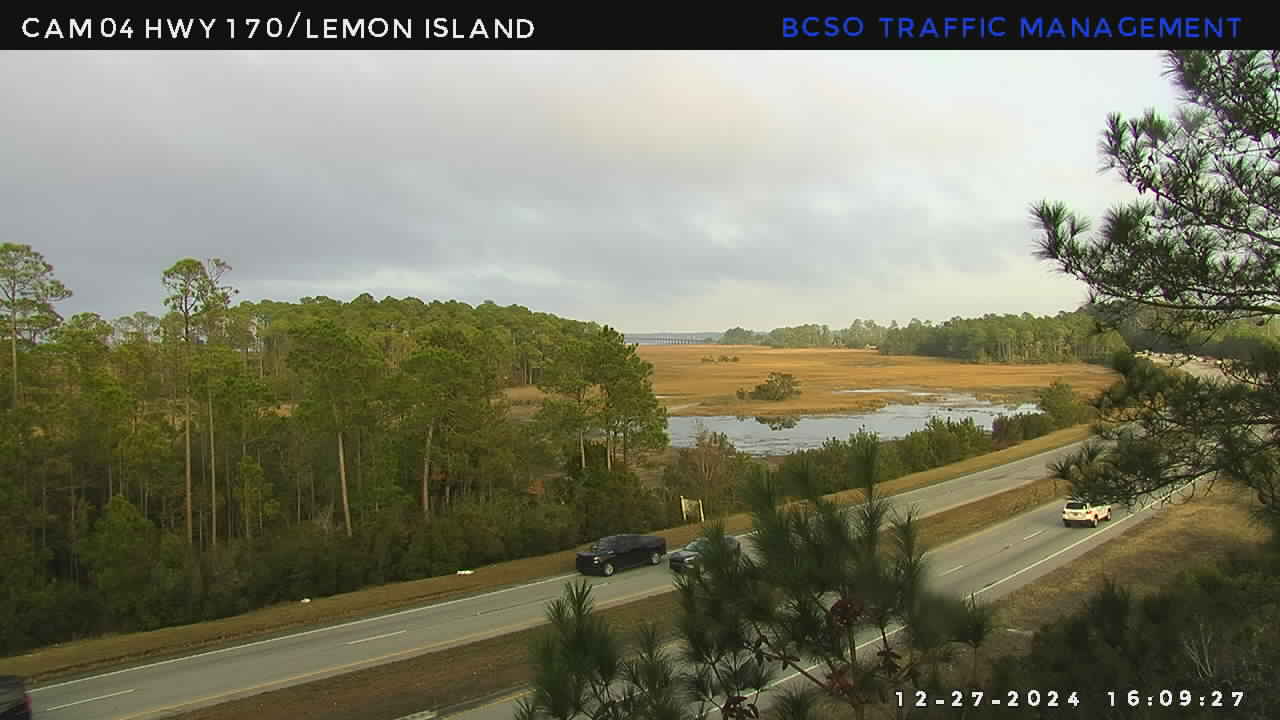 CAM04 HWY 170/LEMON ISLAND
BCSO TRAFFIC MANAGEMENT
12-27-2024 16:09:27